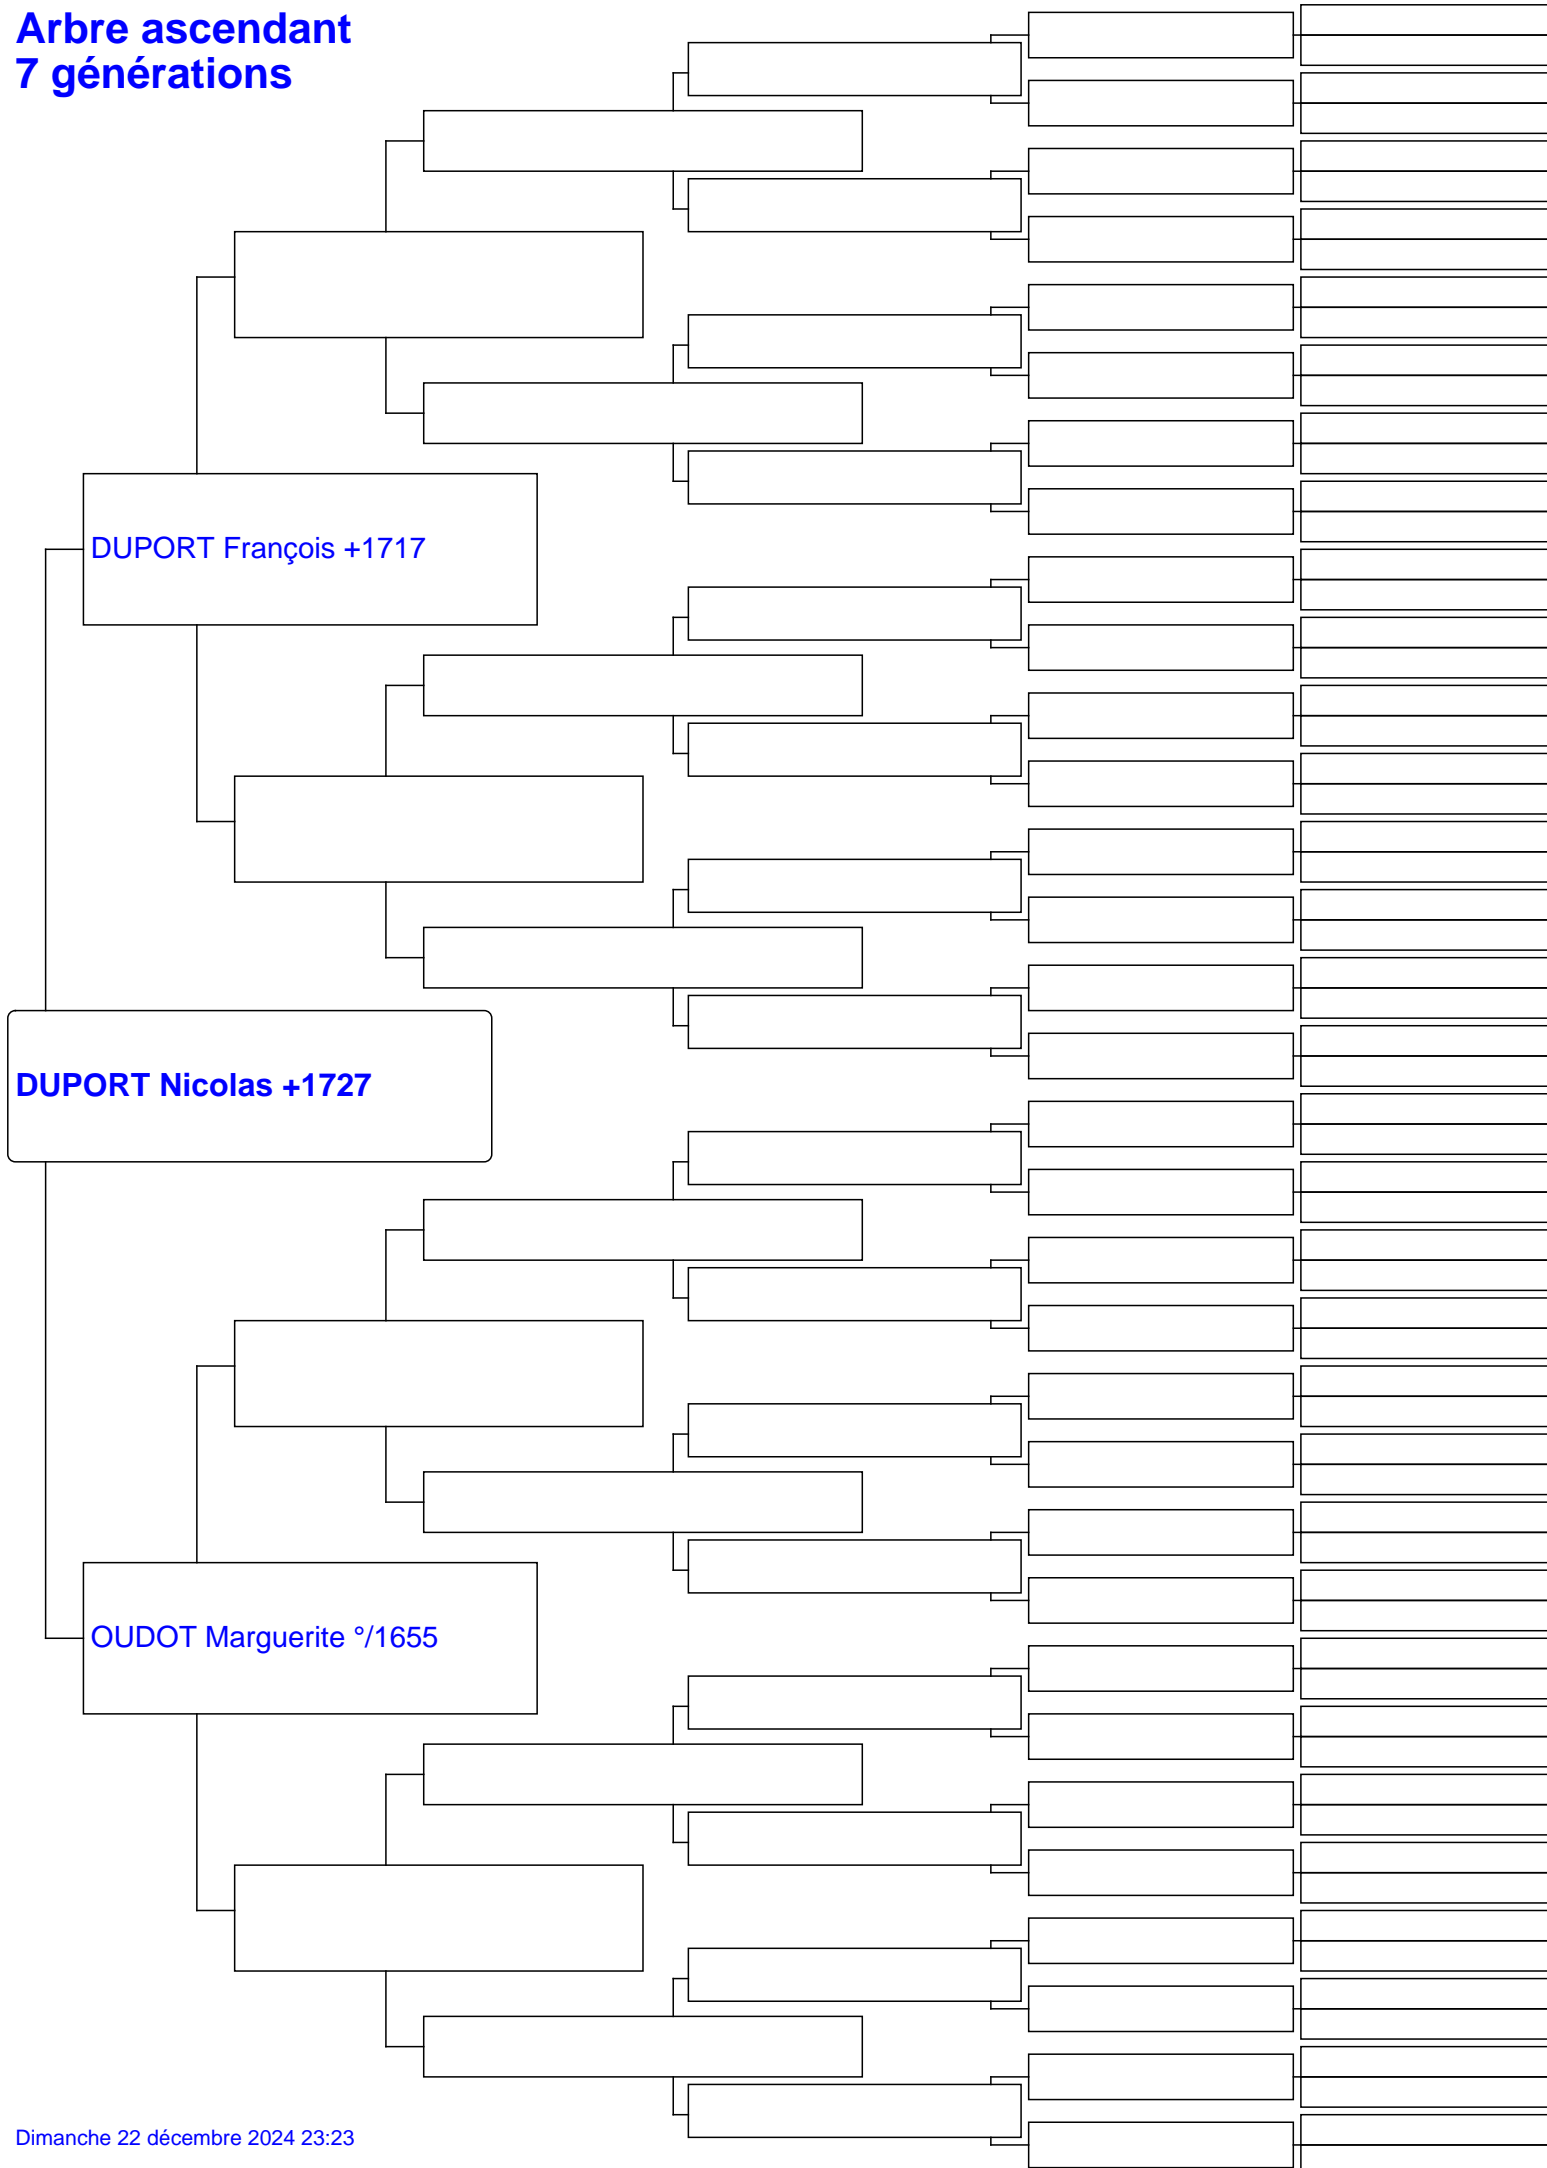 Arbre ascendant
7 générations
DUPORT François +1717
DUPORT Nicolas +1727
OUDOT Marguerite °/1655
Dimanche 22 décembre 2024 23:23